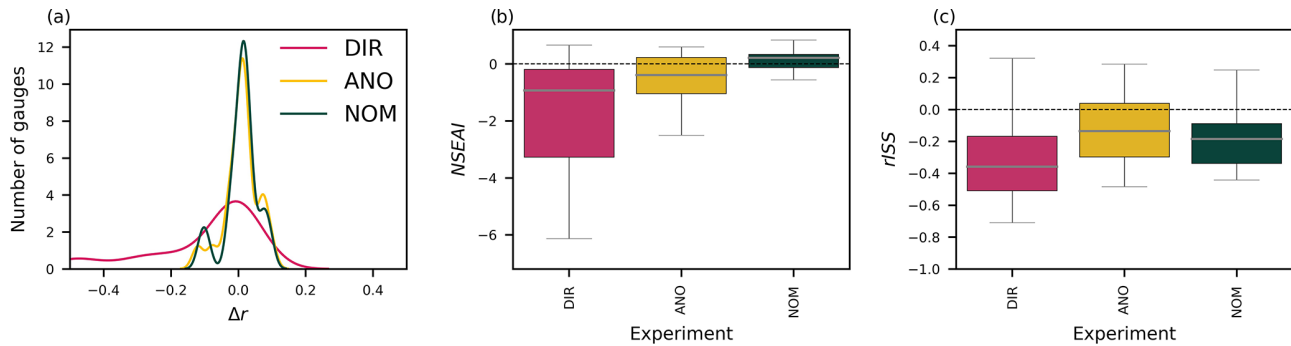 (a)
Number of gauges
12
10
8
6
4
2
0
−0.4 −0.2 0.0 0.2 0.4
Δr
DIR
ANO
NOM
(b)
NSEAI
0
−2
−4
−6
DIR
ANO
NOM
Experiment
(c)
rISS
0.4
0.2
0.0
−0.2
−0.4
−0.6
−0.8
−1.0
DIR
ANO
NOM
Experiment